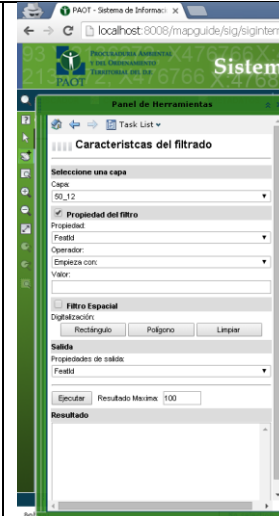 PAOT - Sistema de Informaci
localhost:8008/mapguide/sig/siginterm
PROCURADURÍA AMBIENTAL
Y DEL ORDENAMIENTO
TERRITORIAL DEL D.F.
PAOT
Sistem
Panel de Herramientas
Task List
Caracteristcas del filtrado
Seleccione una capa
Capa:
50_12
Propiedad del filtro
Propiedad:
FeatId
Operador:
Empieza con:
Valor:
Filtro Espacial
Digitalización:
Rectángulo Polígono Limpiar
Salida
Propiedades de salida:
FeatId
Ejecutar Resultado Maxima: 100
Resultado